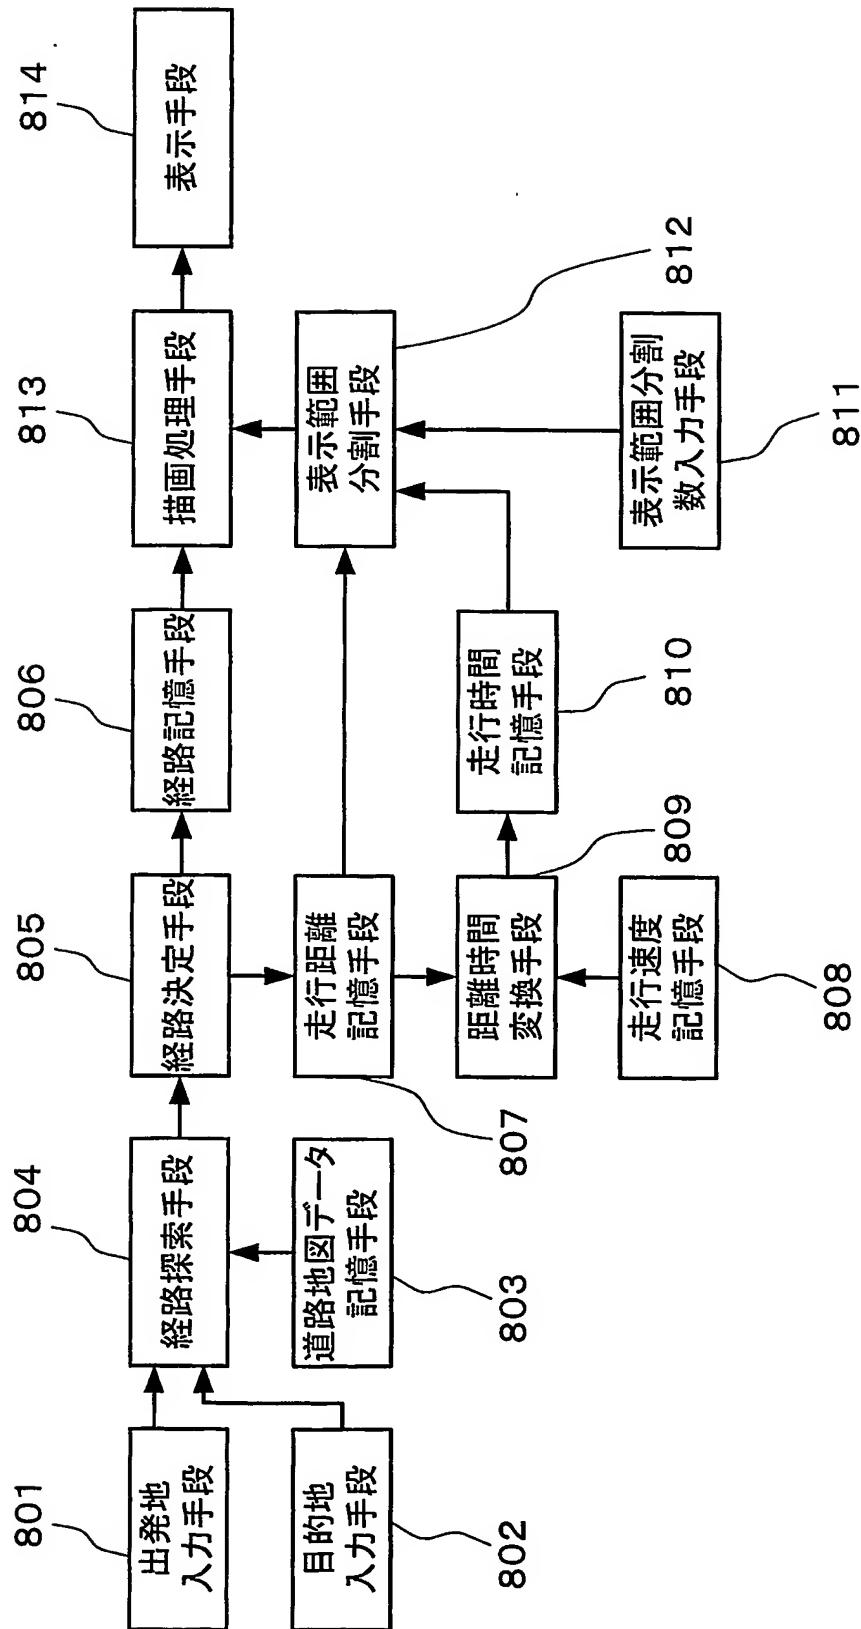 801
出発地
入力手段
802
目的地
入力手段
803
道路地図データ
記憶手段
804
経路探索手段
805
経路決定手段
806
経路記憶手段
807
走行距離
記憶手段
808
走行速度
記憶手段
809
距離時間
変換手段
810
走行時間
記憶手段
811
表示範囲分割
数入力手段
812
表示範囲
分割手段
813
描画処理手段
814
表示手段